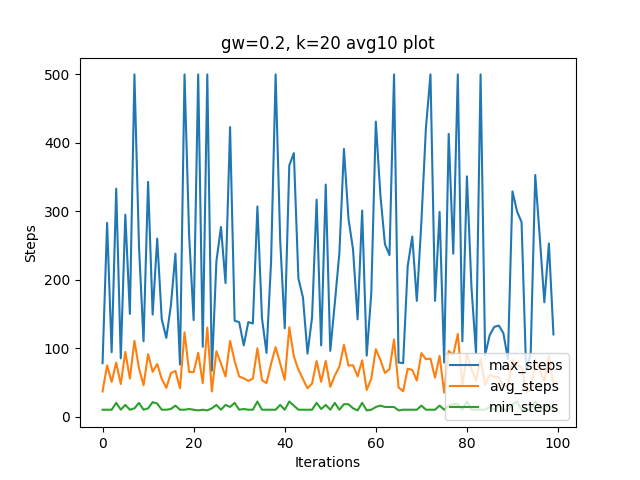 gw=0.2, k=20 avg10 plot
500
400
300
200
100
0
Steps
max_steps
avg_steps
min_steps
0 20 40 60 80 100
Iterations